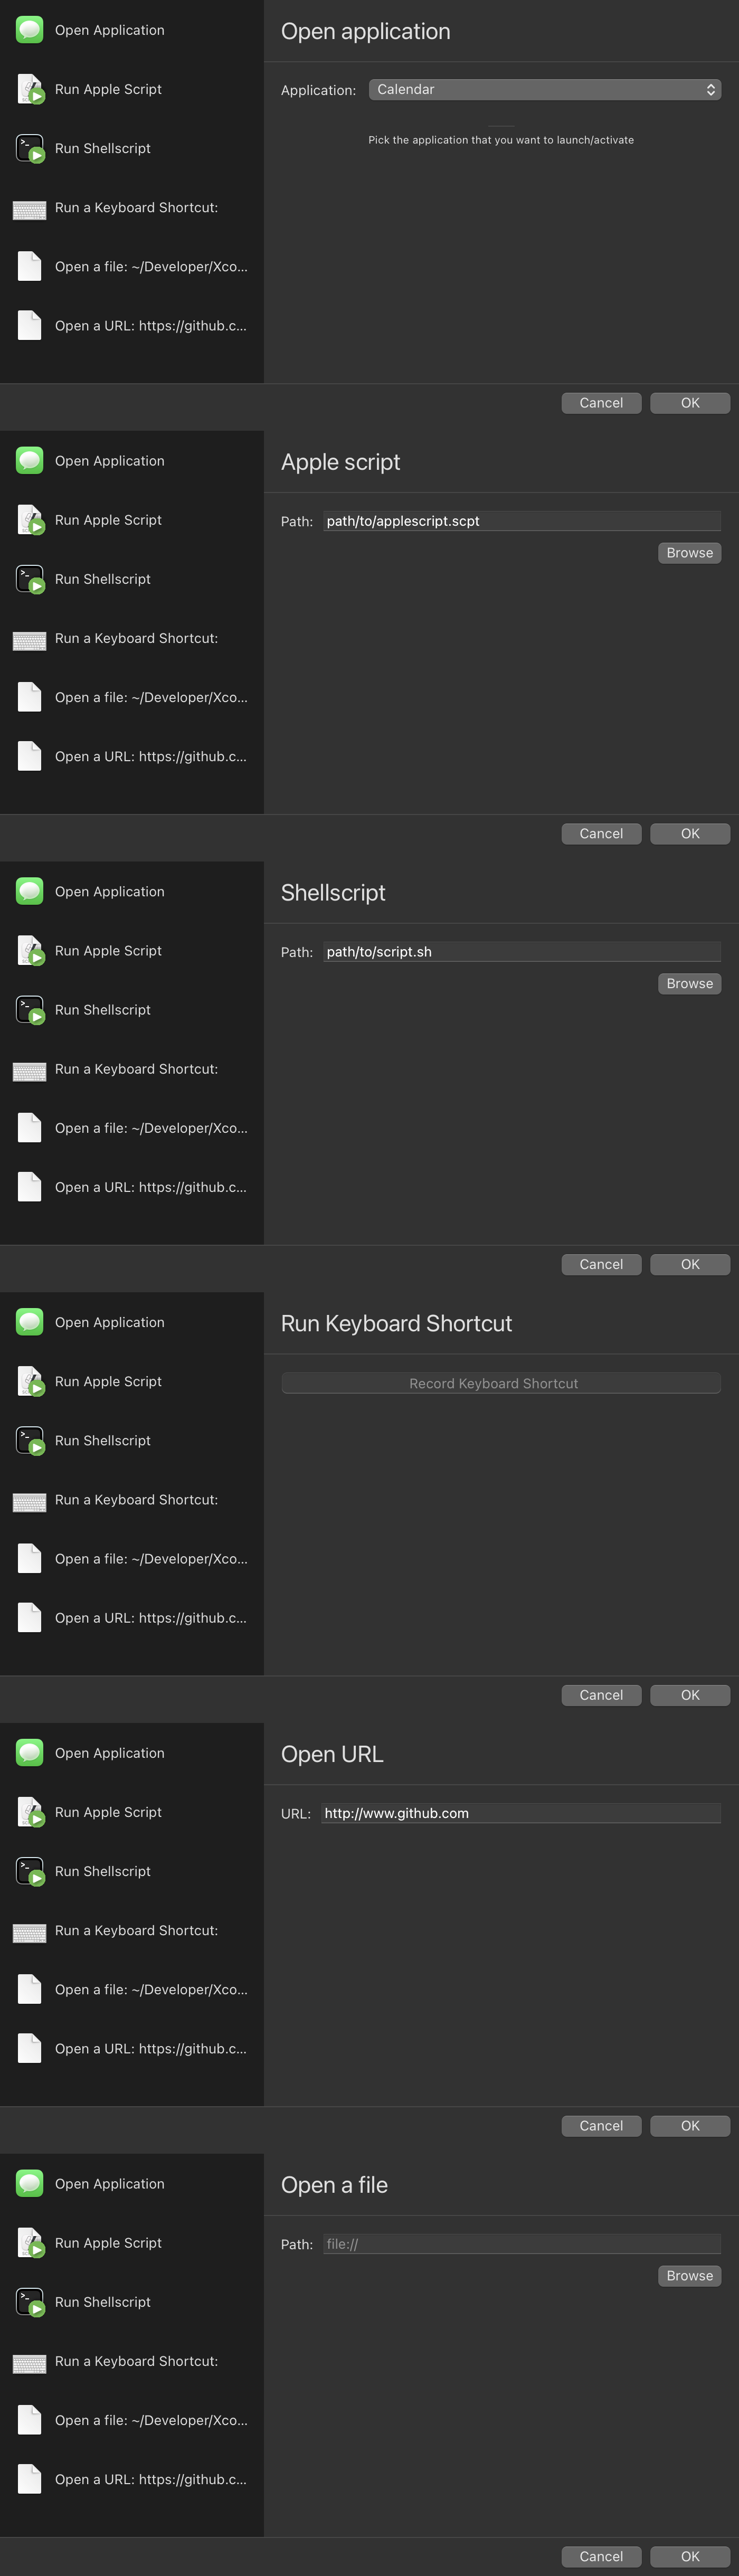 Open Application
Run Apple Script
Run Shellscript
Run a Keyboard Shortcut:
Open a file: ~/Developer/Xco...
Open a URL: https://github.c...
Open application
Application: Calendar
Pick the application that you want to launch/activate
Cancel OK
Open Application
Run Apple Script
Run Shellscript
Run a Keyboard Shortcut:
Open a file: ~/Developer/Xco...
Open a URL: https://github.c...
Apple script
Path: path/to/applescript.scpt
Browse
Cancel OK
Open Application
Run Apple Script
Run Shellscript
Run a Keyboard Shortcut:
Open a file: ~/Developer/Xco...
Open a URL: https://github.c...
Shellscript
Path: path/to/script.sh
Browse
Cancel OK
Open Application
Run Apple Script
Run Shellscript
Run a Keyboard Shortcut:
Open a file: ~/Developer/Xco...
Open a URL: https://github.c...
Run Keyboard Shortcut
Record Keyboard Shortcut
Cancel OK
Open Application
Run Apple Script
Run Shellscript
Run a Keyboard Shortcut:
Open a file: ~/Developer/Xco...
Open a URL: https://github.c...
Open URL
URL: http://www.github.com
Cancel OK
Open Application
Run Apple Script
Run Shellscript
Run a Keyboard Shortcut:
Open a file: ~/Developer/Xco...
Open a URL: https://github.c...
Open a file
Path: file://
Browse
Cancel OK